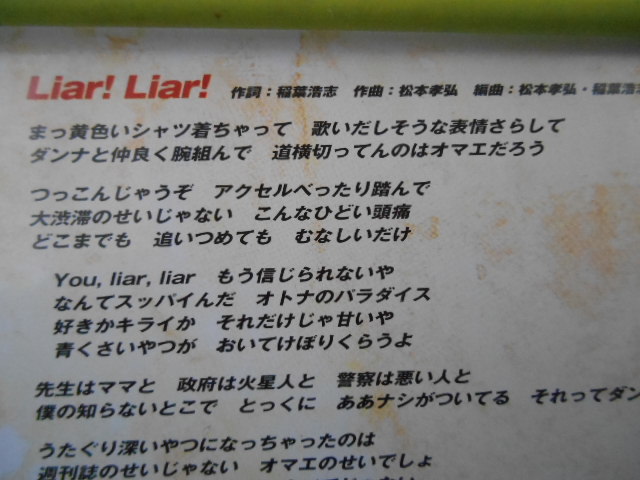 Liar! Liar! 作詞：稲葉浩志 作曲：松本孝弘 編曲：松本孝弘・稲葉浩志
まっ黄色いシャツ着ちゃって 歌いだしそうな表情さらして
ダンナと仲良く腕組んで 道横切ってんのはオマエだろう
つっこんじゃうぞ アクセルべったり踏んで
大渋滞のせいじゃない こんなひどい頭痛
どこまでも 追いつめても むなしいだけ
You, liar, liar もう信じられないや
なんてスッパイんだ オトナのパラダイス
好きかキライか それだけじゃ甘いや
青くさいやつが おいてけぼりくらうよ
先生はママと 政府は火星人と 警察は悪い人と
僕の知らないとこで とっくに ああナシがついてる それってダン
うたぐり深いやつになっちゃったのは
週刊誌のせいじゃない オマエのせいでしょ